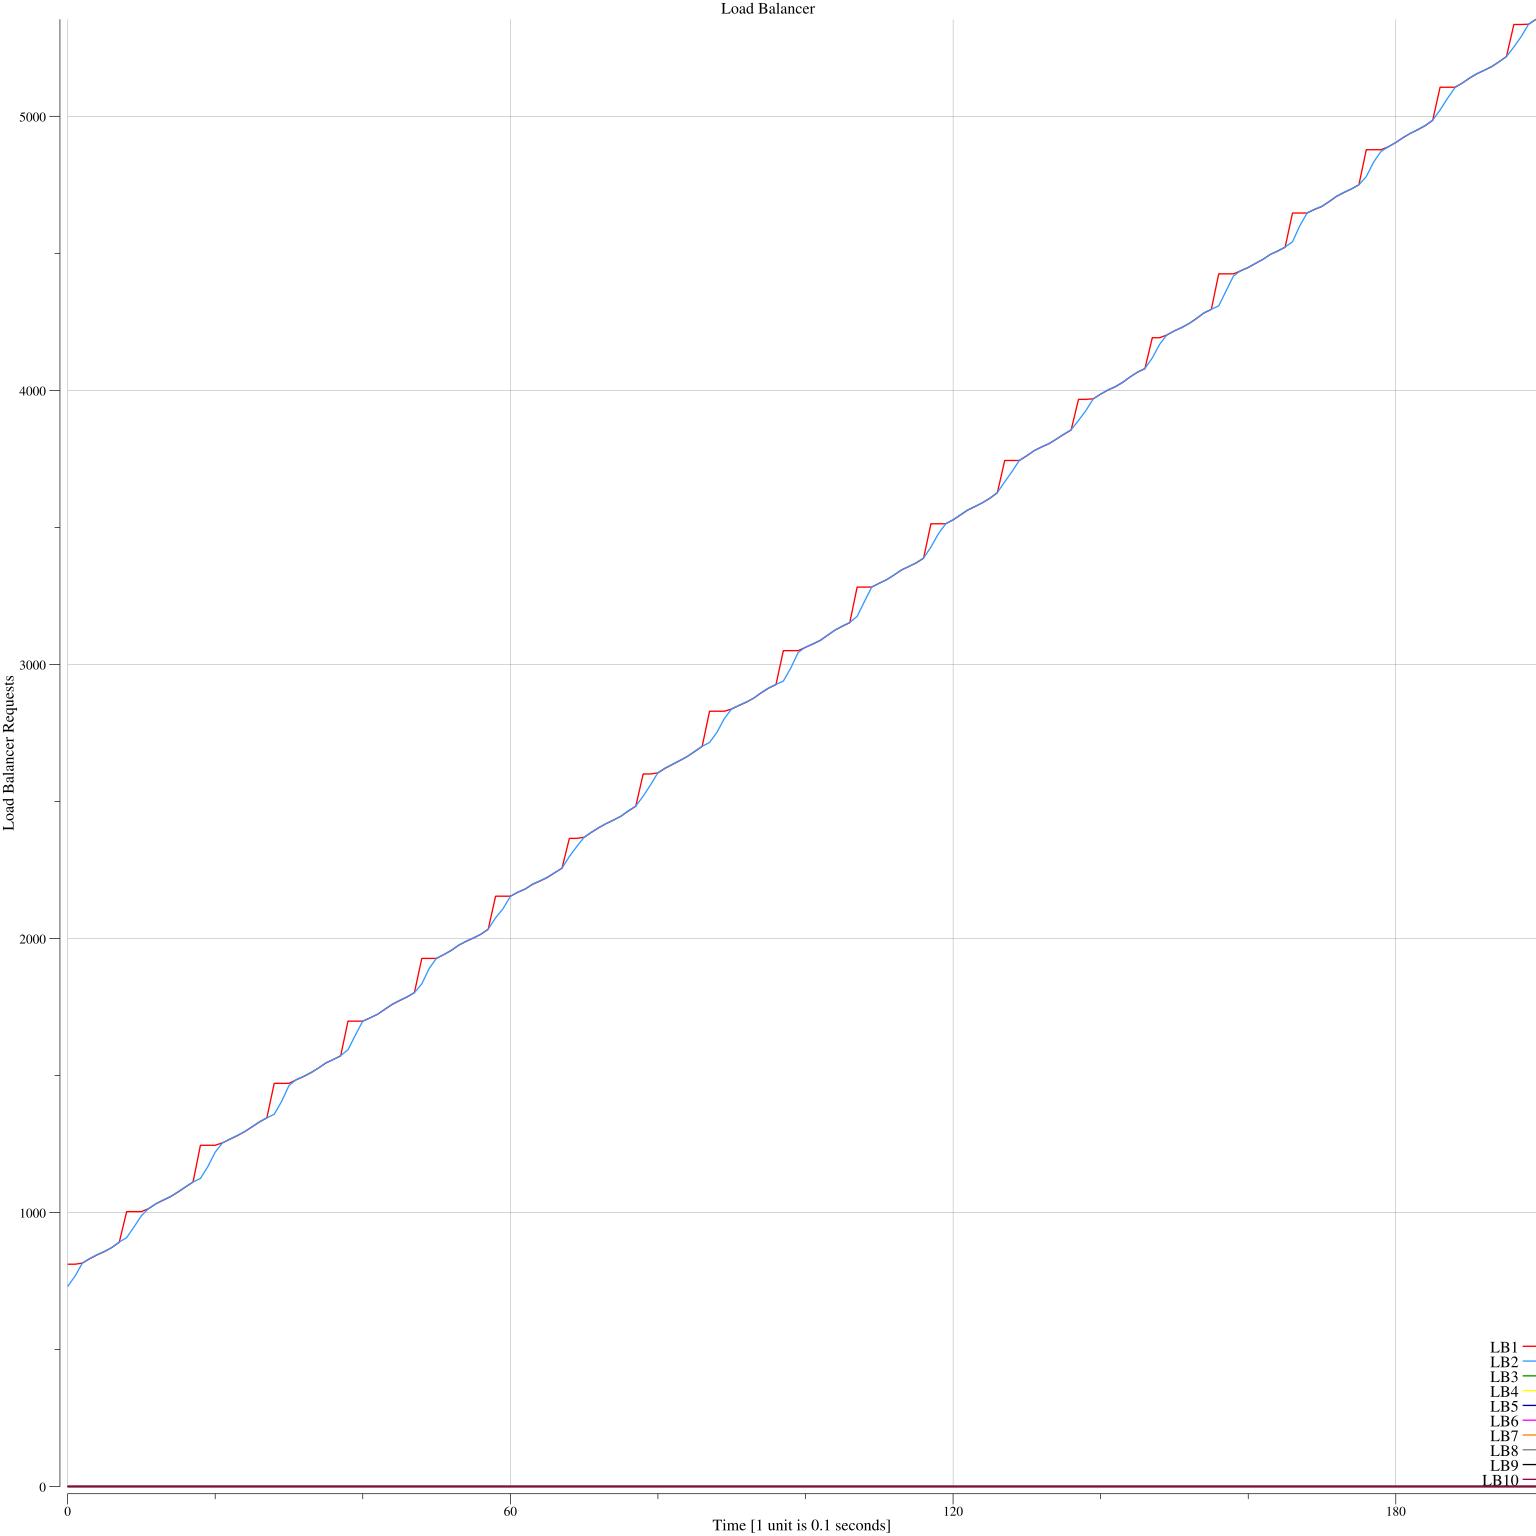 Load Balancer
5000
4000
3000
2000
1000
0
Load Balancer Requests
LB1
LB2
LB3
LB4
LB5
LB6
LB7
LB8
LB9
LB10
0
60
120
180
Time [1 unit is 0.1 seconds]